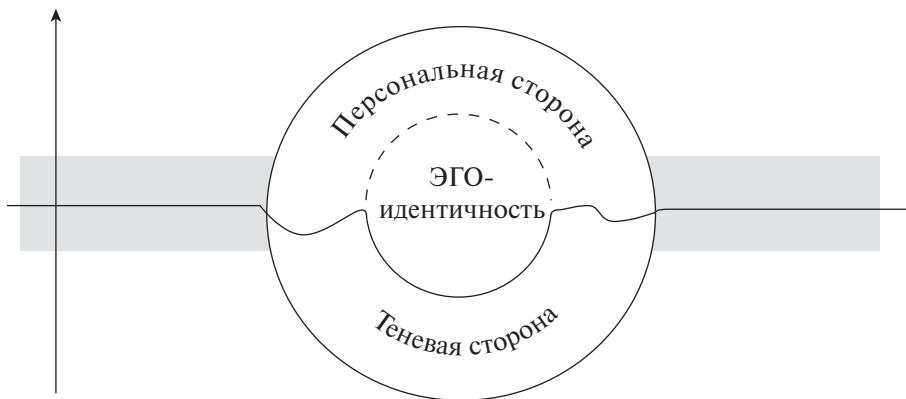 Персональная сторона
ЭГО-
идентичность
Теневая сторона